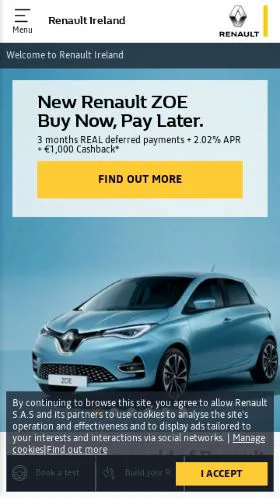 Menu
Renault Ireland
RENAULT
Welcome to Renault Ireland
New Renault ZOE
Buy Now, Pay Later.
3 months REAL deferred payments + 2.02% APR
+ €1,000 Cashback*
FIND OUT MORE
ZOE
By continuing to browse this site, you agree to allow Renault
S.A.S and its partners to use cookies to analyse the site's
operation and effectiveness and to display ads tailored to
your interests and interactions via social networks. | Manage
cookies|Find out more
Book a test
Build your R
I ACCEPT